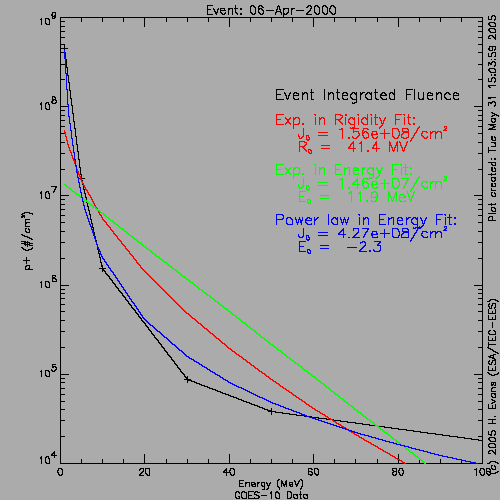 Event: 06-Apr-2000
Event Integrated Fluence
Exp. in Rigidity Fit:
J₀ = 1.56e+08/cm²
R₀ = 41.4 MV
Exp. in Energy Fit:
J₀ = 1.46e+07/cm²
E₀ = 11.9 MeV
Power law in Energy Fit:
J₀ = 4.27e+08/cm²
E₀ = -2.3
p+ (#/cm²)
10⁹
10⁸
10⁷
10⁶
10⁵
10⁴
0 20 40 60 80 100
Energy (MeV)
GOES-10 Data
Plot created: Tue May 31 15:03:59 2005
(c) 2005 H. Evans (ESA/TEC-EES)